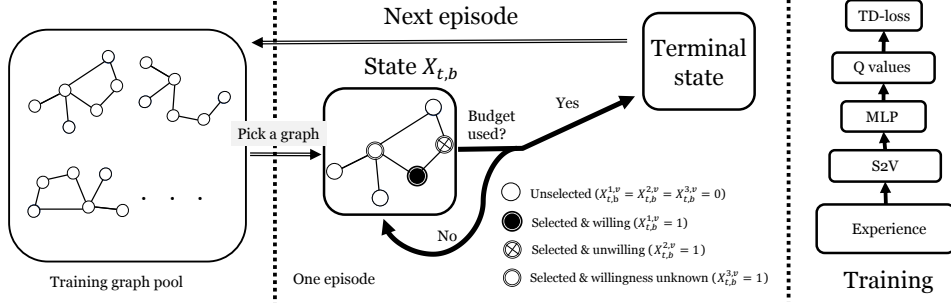 Next episode
State X_{t,b}
Terminal
state
Pick a graph
Budget
used?
Yes
No
Unselected (X_{t,b}^{1,v} = X_{t,b}^{2,v} = X_{t,b}^{3,v} = 0)
Selected & willing (X_{t,b}^{1,v} = 1)
Selected & unwilling (X_{t,b}^{2,v} = 1)
Selected & willingness unknown (X_{t,b}^{3,v} = 1)
. . .
Training graph pool
One episode
TD-loss
Q values
MLP
S2V
Experience
Training